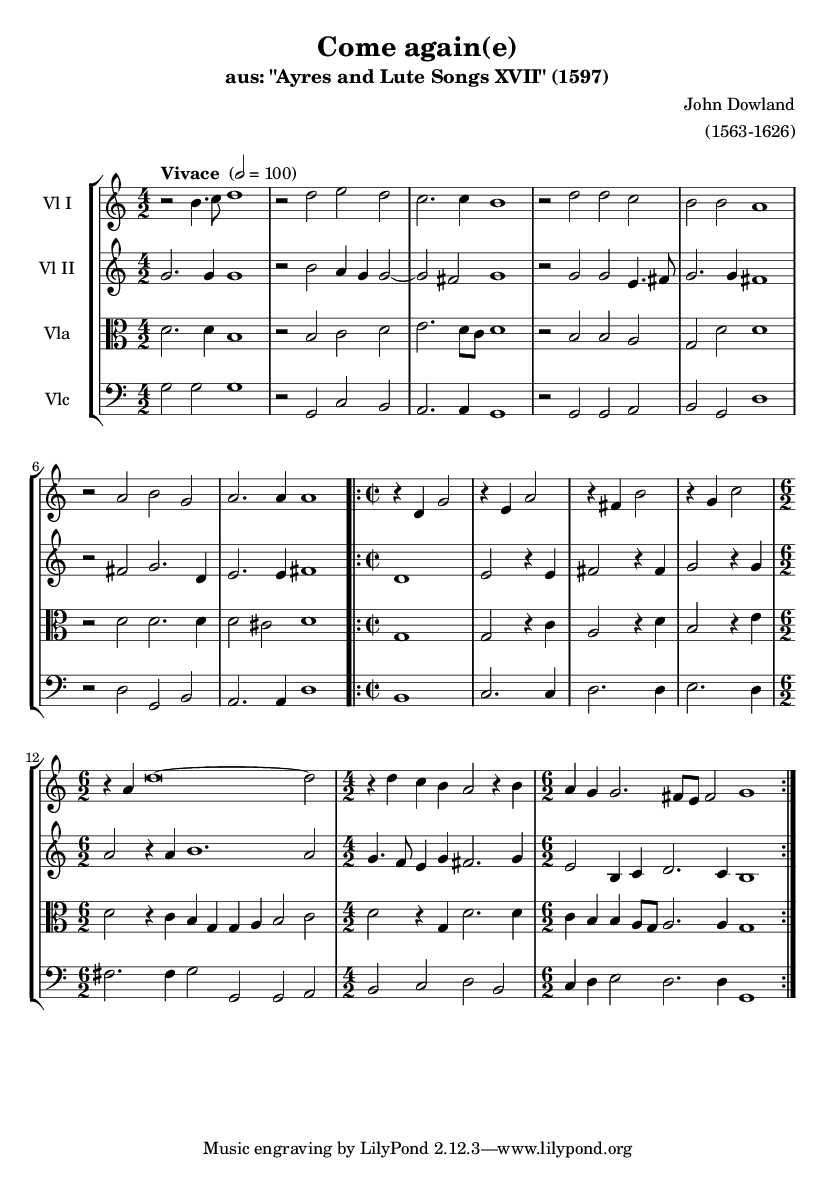 Come again(e)
aus: "Ayres and Lute Songs XVII" (1597)
John Dowland
(1563-1626)
Vivace (𝅗𝅥 = 100)
Vl I
Vl II
Vla
Vlc
6
12
Music engraving by LilyPond 2.12.3—www.lilypond.org